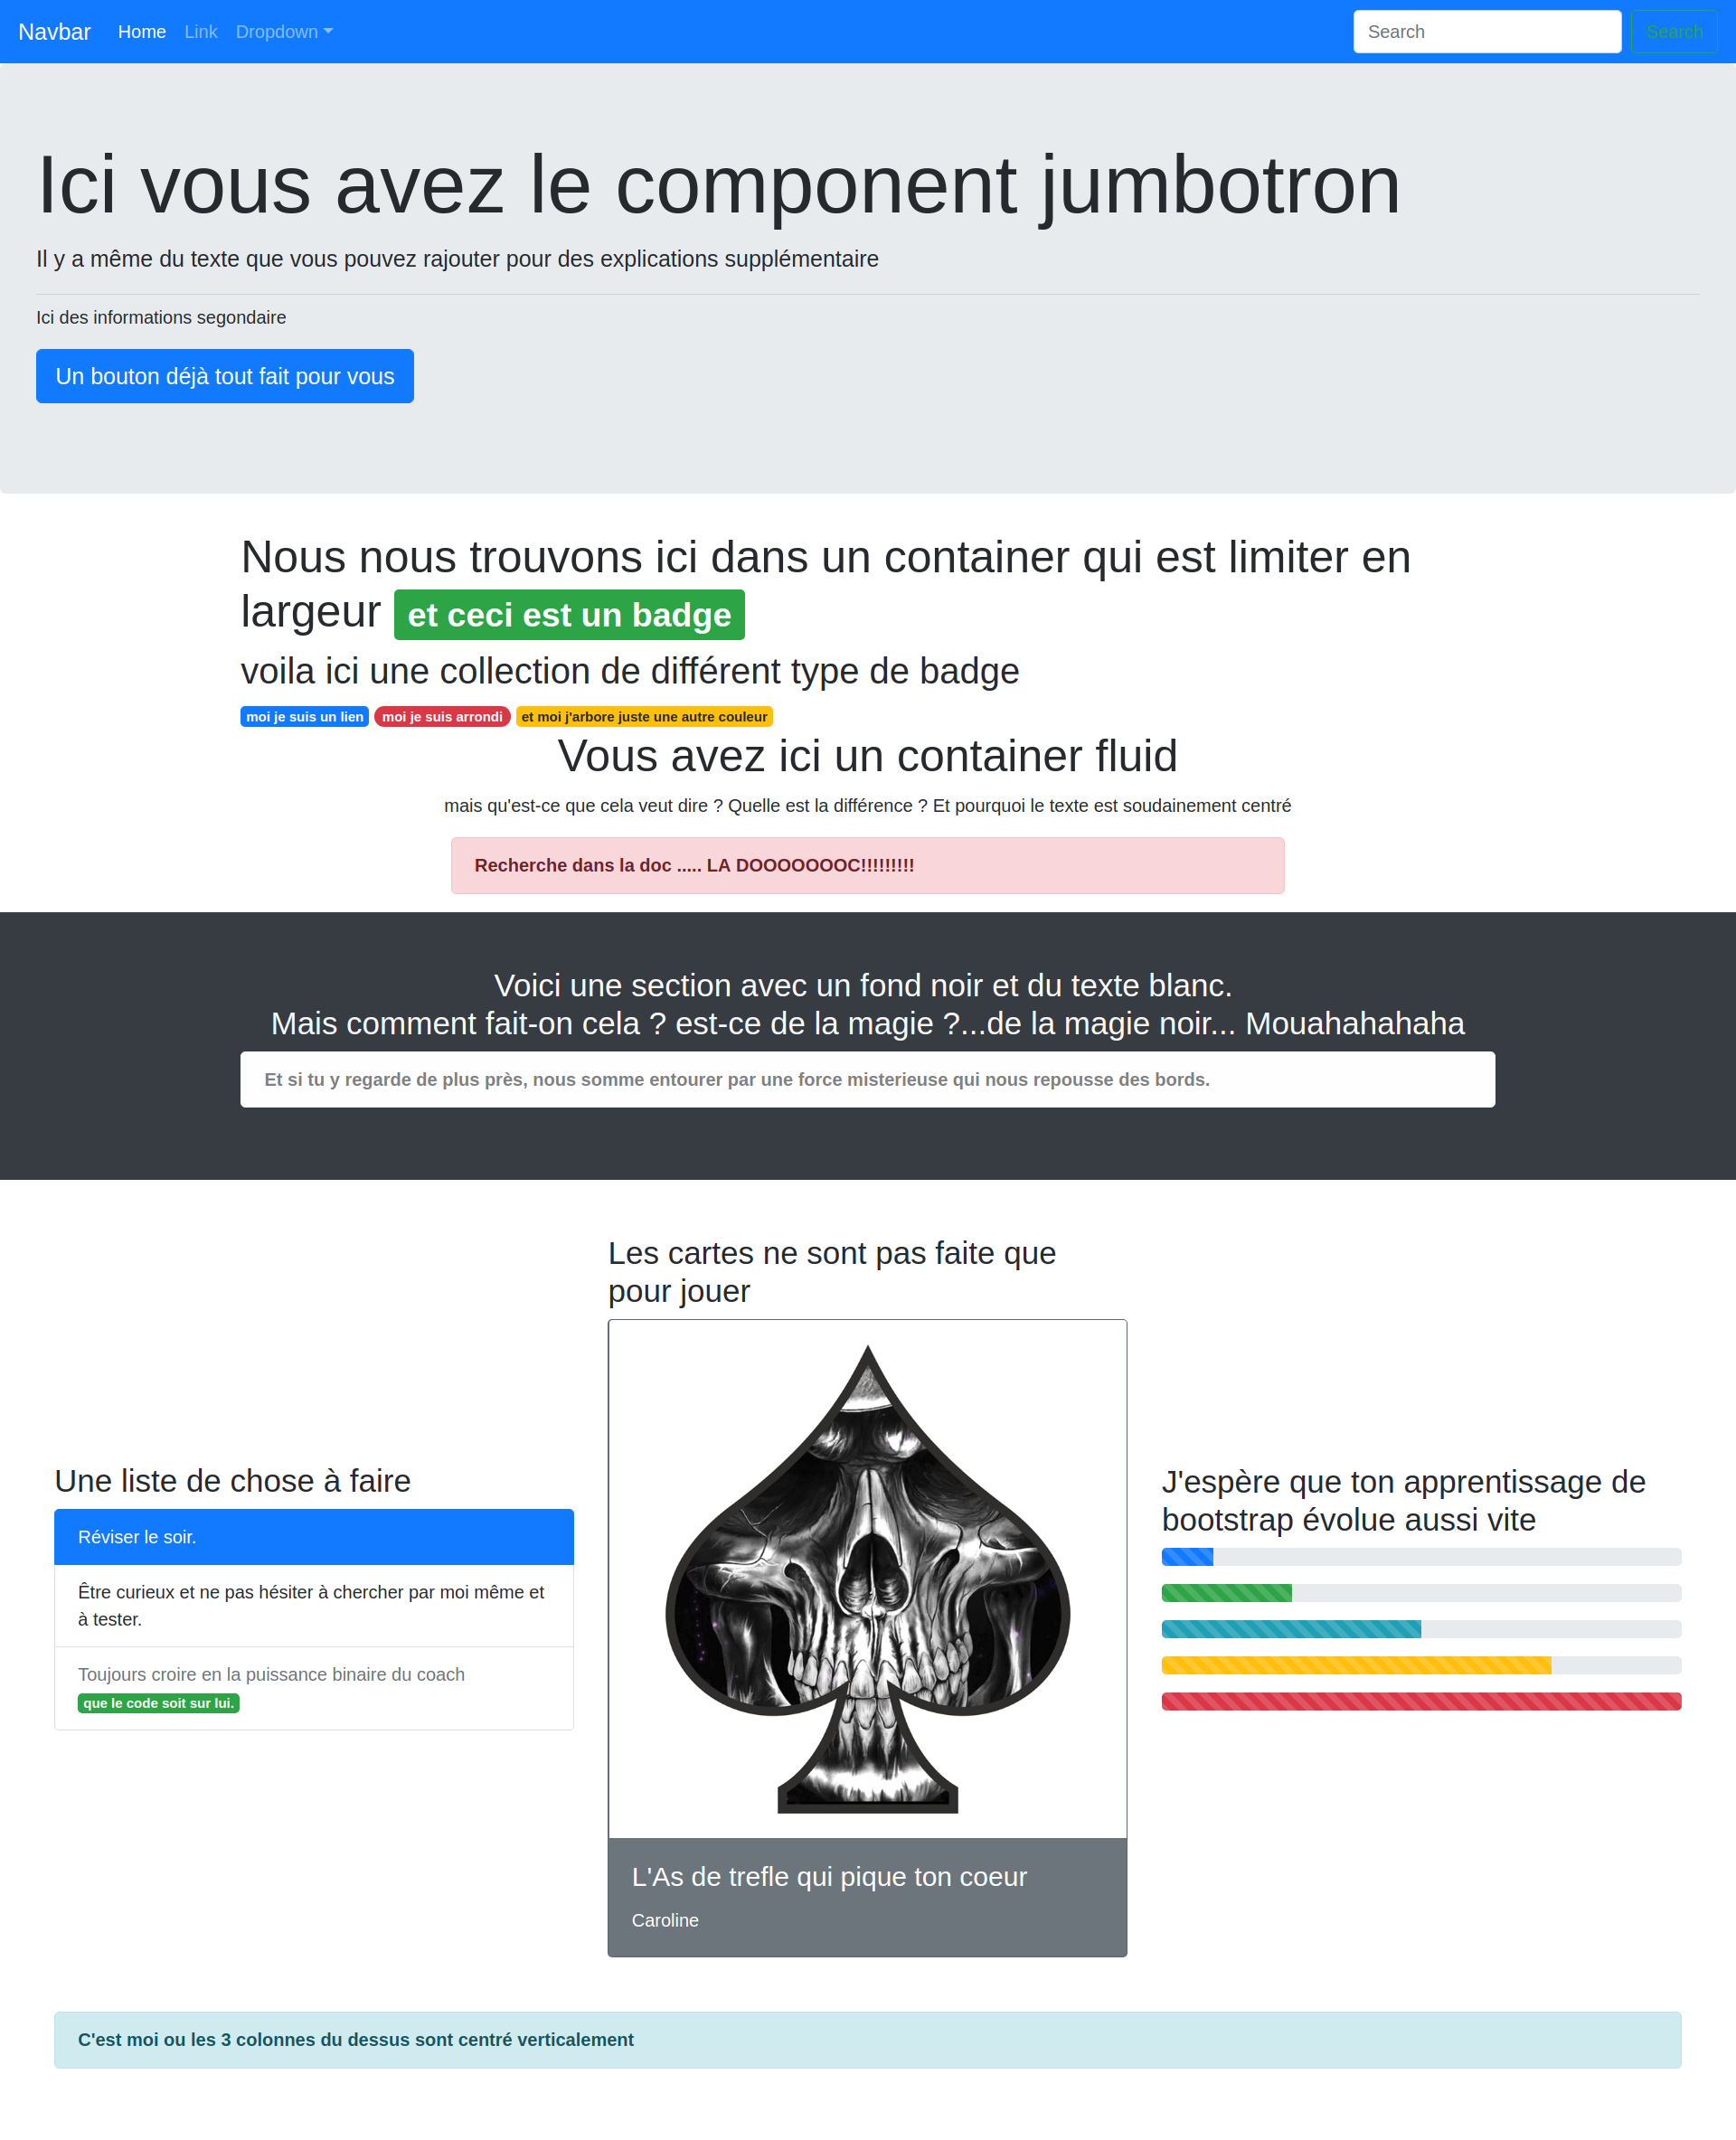 Navbar Home Link Dropdown Search Search
Ici vous avez le component jumbotron
Il y a même du texte que vous pouvez rajouter pour des explications supplémentaire
Ici des informations segondaire
Un bouton déjà tout fait pour vous
Nous nous trouvons ici dans un container qui est limiter en
largeur et ceci est un badge
voila ici une collection de différent type de badge
moi je suis un lien moi je suis arrondi et moi j'arbore juste une autre couleur
Vous avez ici un container fluid
mais qu'est-ce que cela veut dire ? Quelle est la différence ? Et pourquoi le texte est soudainement centré
Recherche dans la doc ..... LA DOOOOOOOC!!!!!!!!!
Voici une section avec un fond noir et du texte blanc.
Mais comment fait-on cela ? est-ce de la magie ?...de la magie noir... Mouahahahaha
Et si tu y regarde de plus près, nous somme entourer par une force misterieuse qui nous repousse des bords.
Une liste de chose à faire
Réviser le soir.
Être curieux et ne pas hésiter à chercher par moi même et
à tester.
Toujours croire en la puissance binaire du coach
que le code soit sur lui.
Les cartes ne sont pas faite que
pour jouer
L'As de trefle qui pique ton coeur
Caroline
J'espère que ton apprentissage de
bootstrap évolue aussi vite
C'est moi ou les 3 colonnes du dessus sont centré verticalement